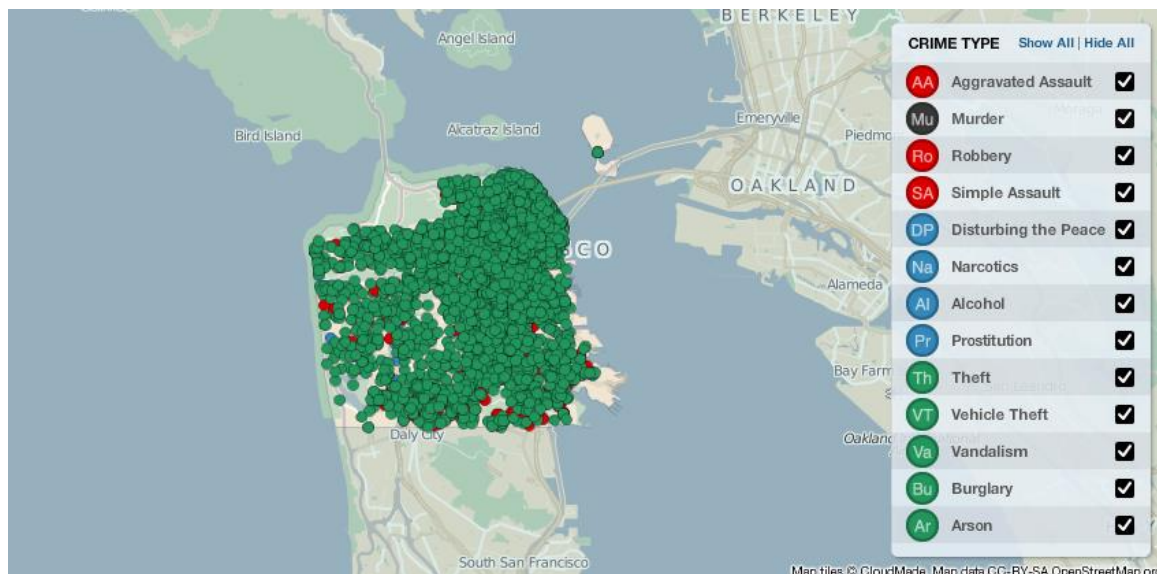 BERKELEY
Angel Island
Alcatraz Island
Bird Island
Emeryville
OAKLAND
SCO
Alameda
Bay Farm
Daly City
South San Francisco
CRIME TYPE Show All | Hide All
AA Aggravated Assault
Mu Murder
Ro Robbery
SA Simple Assault
DP Disturbing the Peace
Na Narcotics
Al Alcohol
Pr Prostitution
Th Theft
VT Vehicle Theft
Va Vandalism
Bu Burglary
Ar Arson
Map tiles © CloudMade, Map data CC-BY-SA OpenStreetMap.org